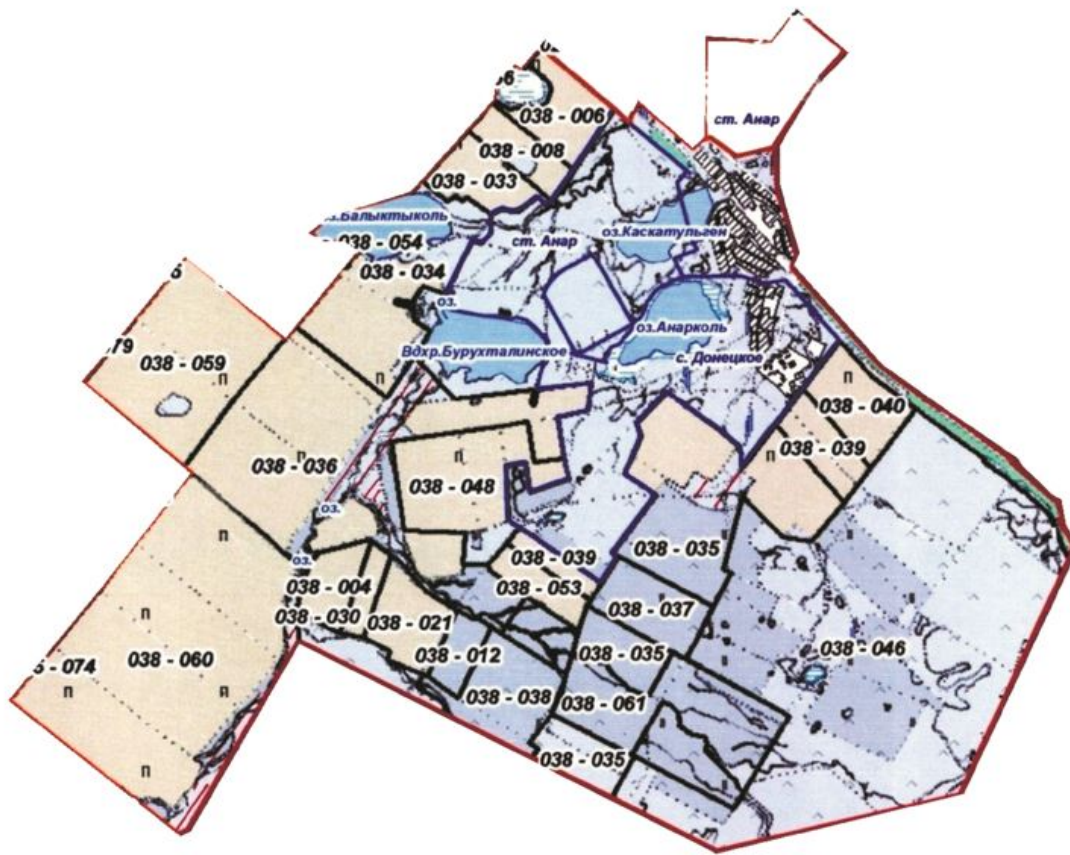 038 - 006
ст. Анар
038 - 008
038 - 033
оз.Балыктыколь
038 - 054
ст. Анар
оз.Каскатульген
038 - 034
оз.
оз.Анарколь
Вдхр.Бурухталинское
с. Донецкое
038 - 059
п
п
п
038 - 040
038 - 039
п
038 - 036
п
п
038 - 048
оз.
п
оз.
038 - 039
038 - 035
038 - 004
038 - 053
038 - 030
038 - 021
038 - 037
п
038 - 012
038 - 035
038 - 046
- 074
038 - 060
п
п
038 - 038
038 - 061
038 - 035
п